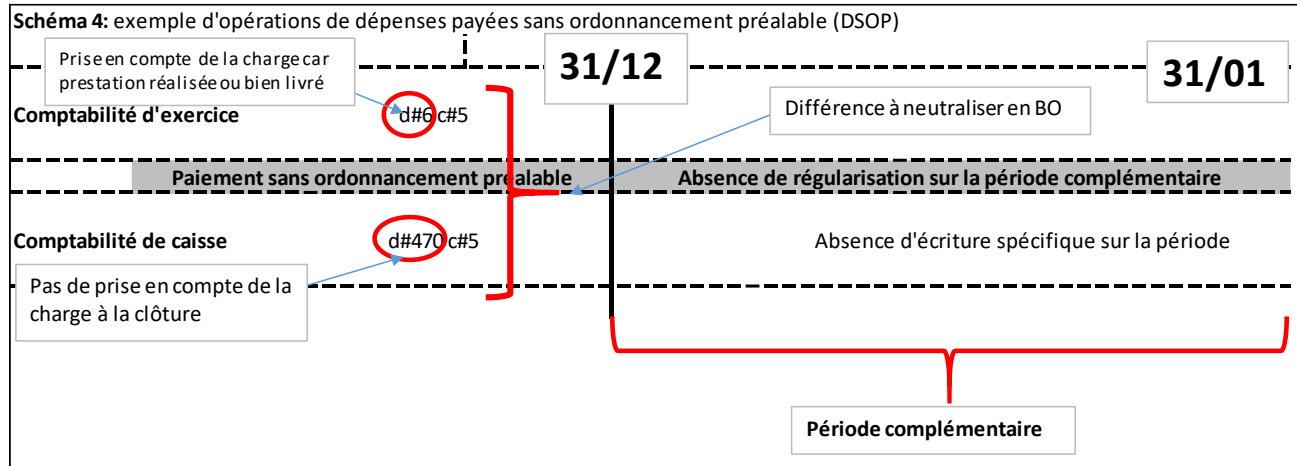 Schéma 4: exemple d'opérations de dépenses payées sans ordonnancement préalable (DSOP)
Prise en compte de la charge car
prestation réalisée ou bien livré
31/12
31/01
Comptabilité d'exercice
d#6 c#5
Différence à neutraliser en BO
Paiement sans ordonnancement préalable
Absence de régularisation sur la période complémentaire
Comptabilité de caisse
d#470 c#5
Absence d'écriture spécifique sur la période
Pas de prise en compte de la
charge à la clôture
Période complémentaire